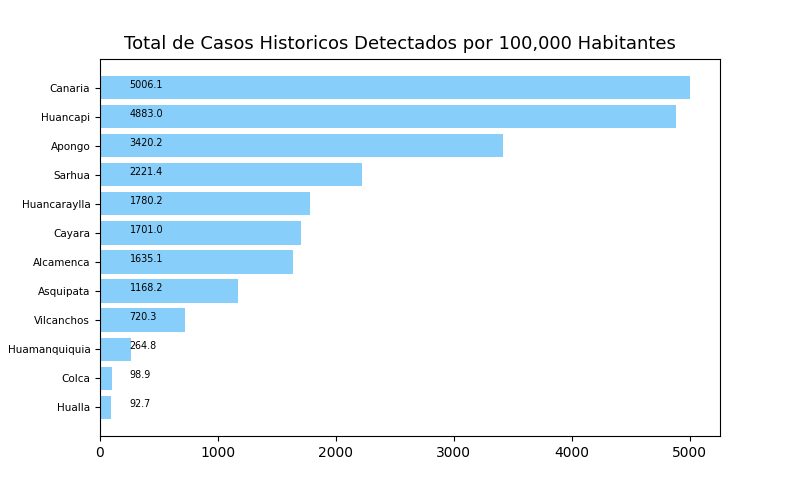 Total de Casos Historicos Detectados por 100,000 Habitantes
Canaria 5006.1
Huancapi 4883.0
Apongo 3420.2
Sarhua 2221.4
Huancaraylla 1780.2
Cayara 1701.0
Alcamenca 1635.1
Asquipata 1168.2
Vilcanchos 720.3
Huamanquiquia 264.8
Colca 98.9
Hualla 92.7
0 1000 2000 3000 4000 5000